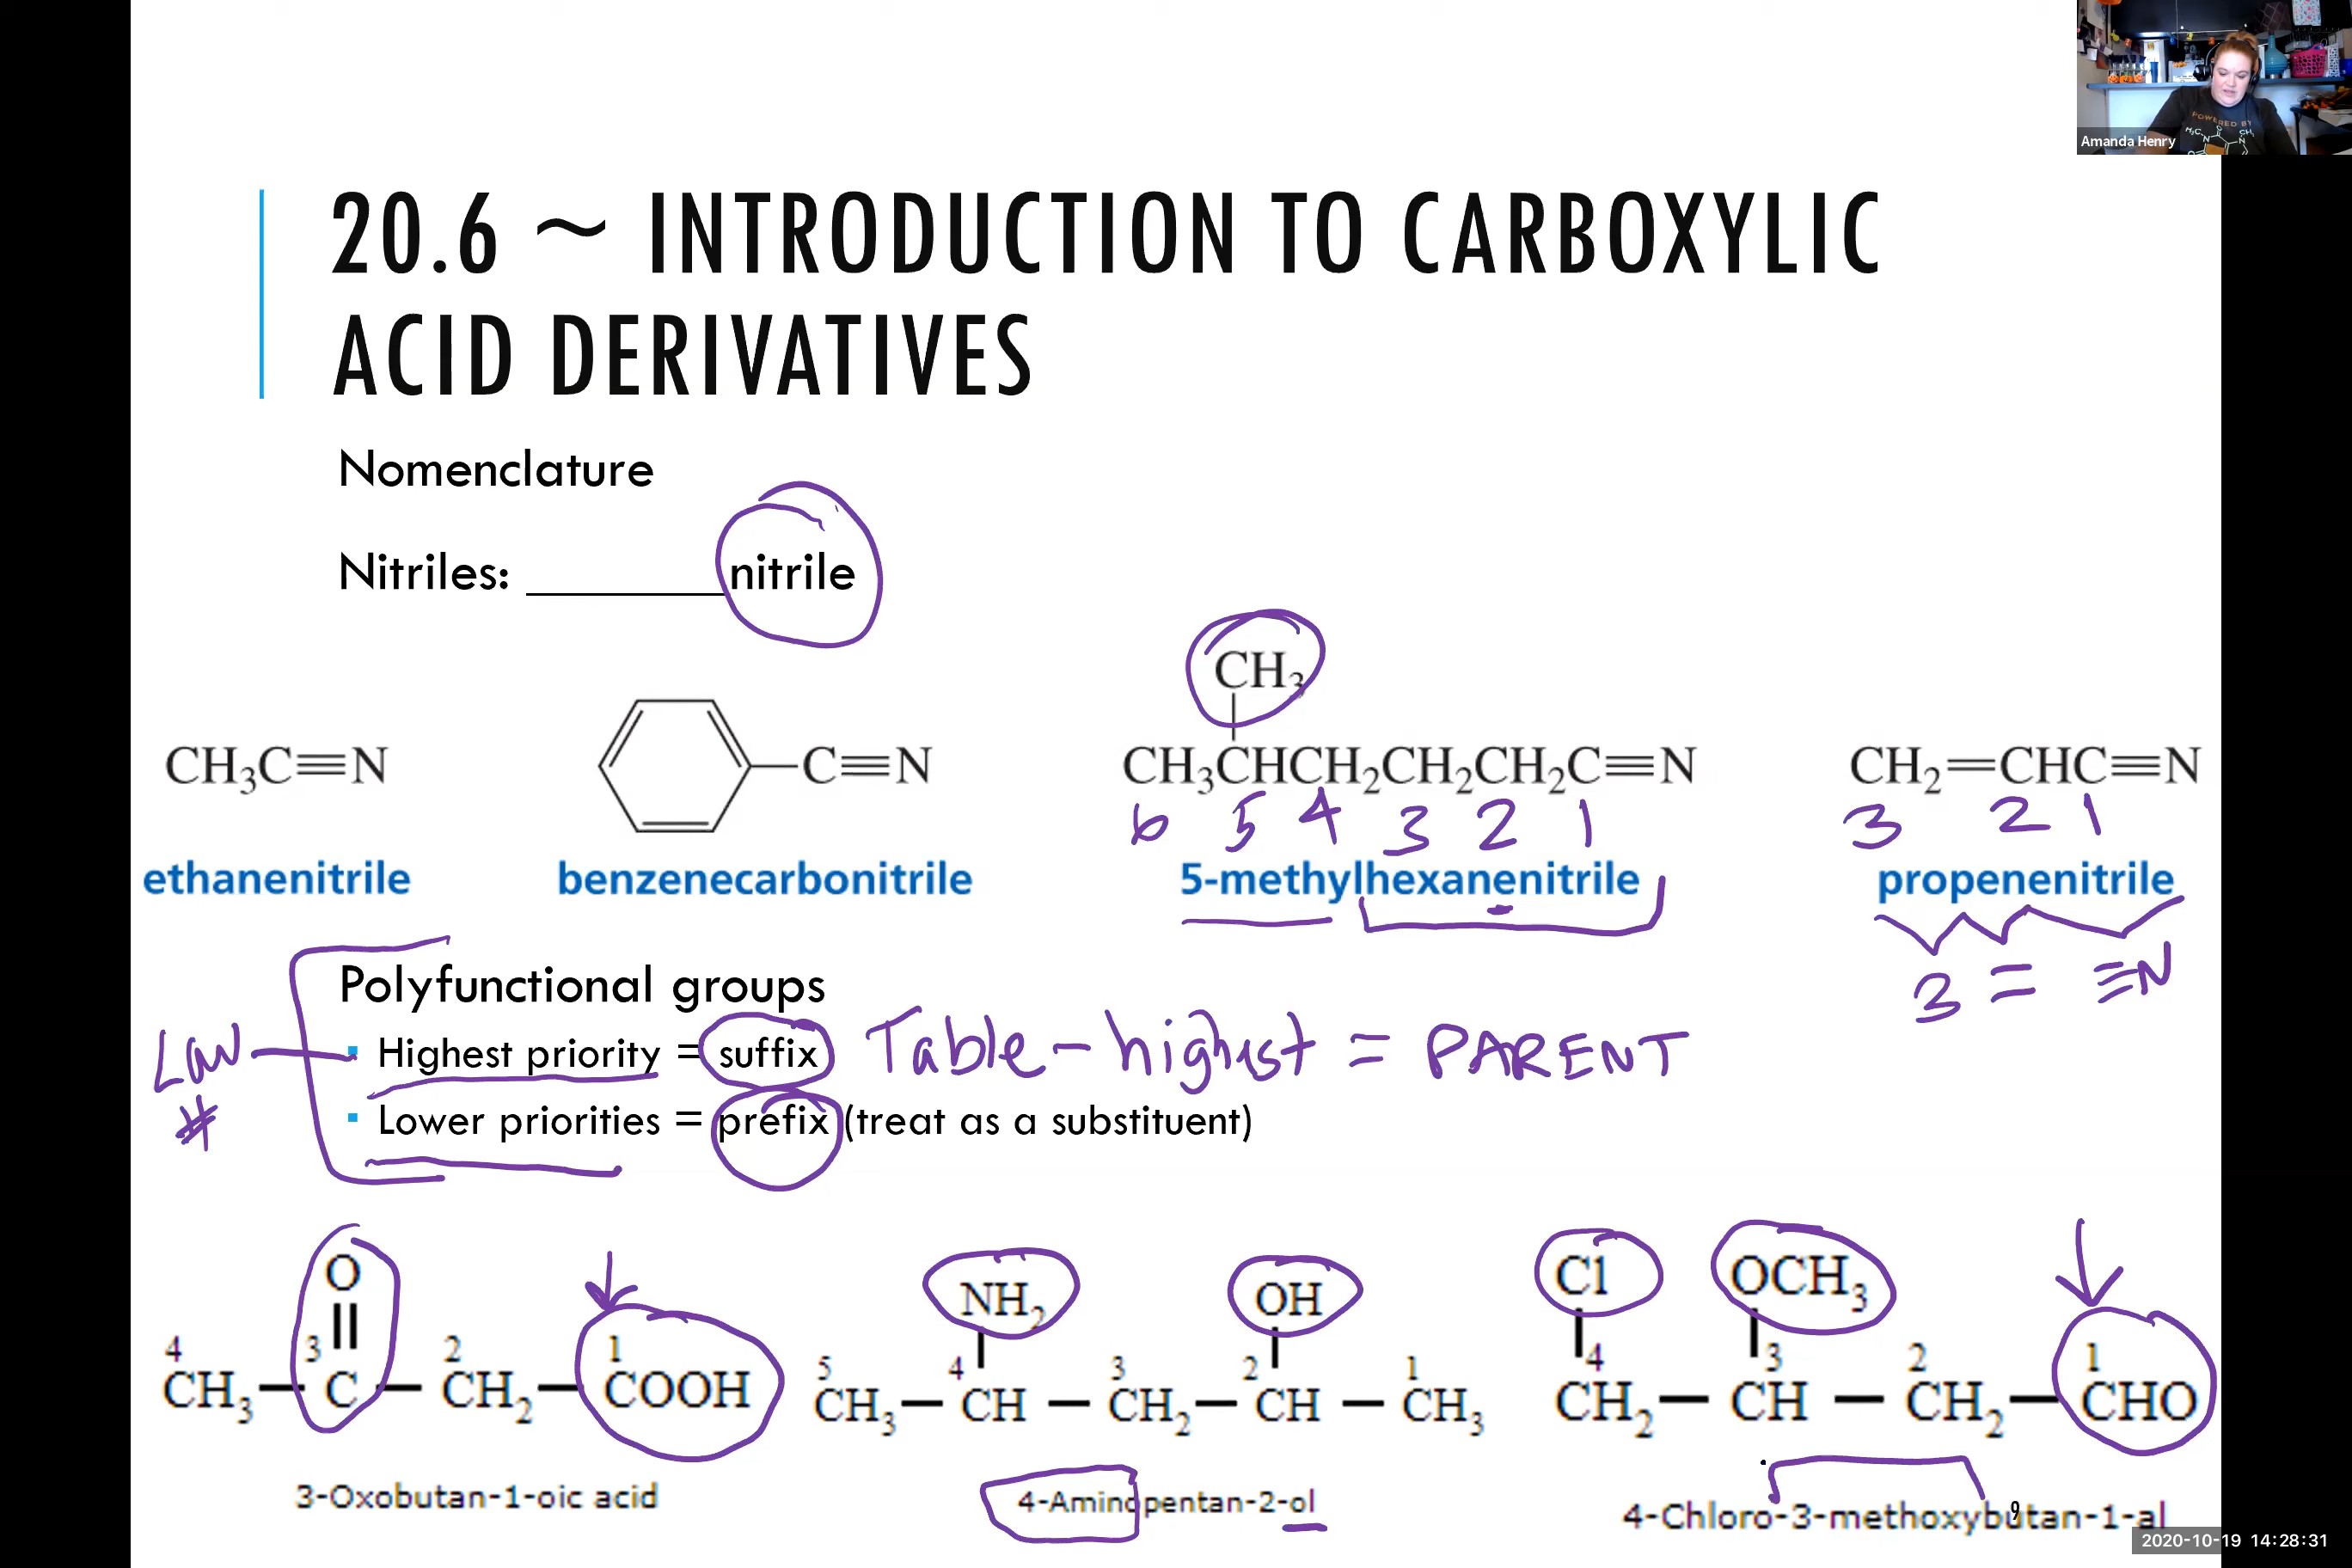 Amanda Henry
POWERED BY
20.6 ~ INTRODUCTION TO CARBOXYLIC
ACID DERIVATIVES
Nomenclature
Nitriles: ________nitrile
CH3
CH3C≡N
C≡N
CH3CHCH2CH2CH2C≡N
CH2=CHC≡N
6 5 4 3 2 1
3 2 1
ethanenitrile
benzenecarbonitrile
5-methylhexanenitrile
propenenitrile
3 = ≡N
Polyfunctional groups
Low #
▪ Highest priority = suffix
Table - highest = PARENT
▪ Lower priorities = prefix (treat as a substituent)
O
4 3 2 1
CH3—C—CH2—COOH
3-Oxobutan-1-oic acid
NH2 OH
5 4 3 2 1
CH3—CH—CH2—CH—CH3
4-Aminopentan-2-ol
Cl OCH3
4 3 2 1
CH2—CH—CH2—CHO
4-Chloro-3-methoxybutan-1-al
9
2020-10-19 14:28:31